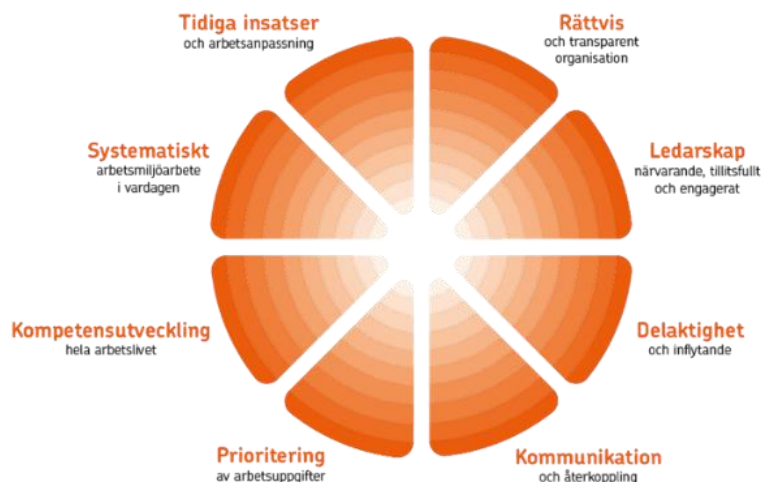 Tidiga insatser
och arbetsanpassning
Rättvis
och transparent
organisation
Systematiskt
arbetsmiljöarbete
i vardagen
Ledarskap
närvarande, tillitsfullt
och engagerat
Kompetensutveckling
hela arbetslivet
Delaktighet
och inflytande
Prioritering
av arbetsuppgifter
Kommunikation
och återkoppling